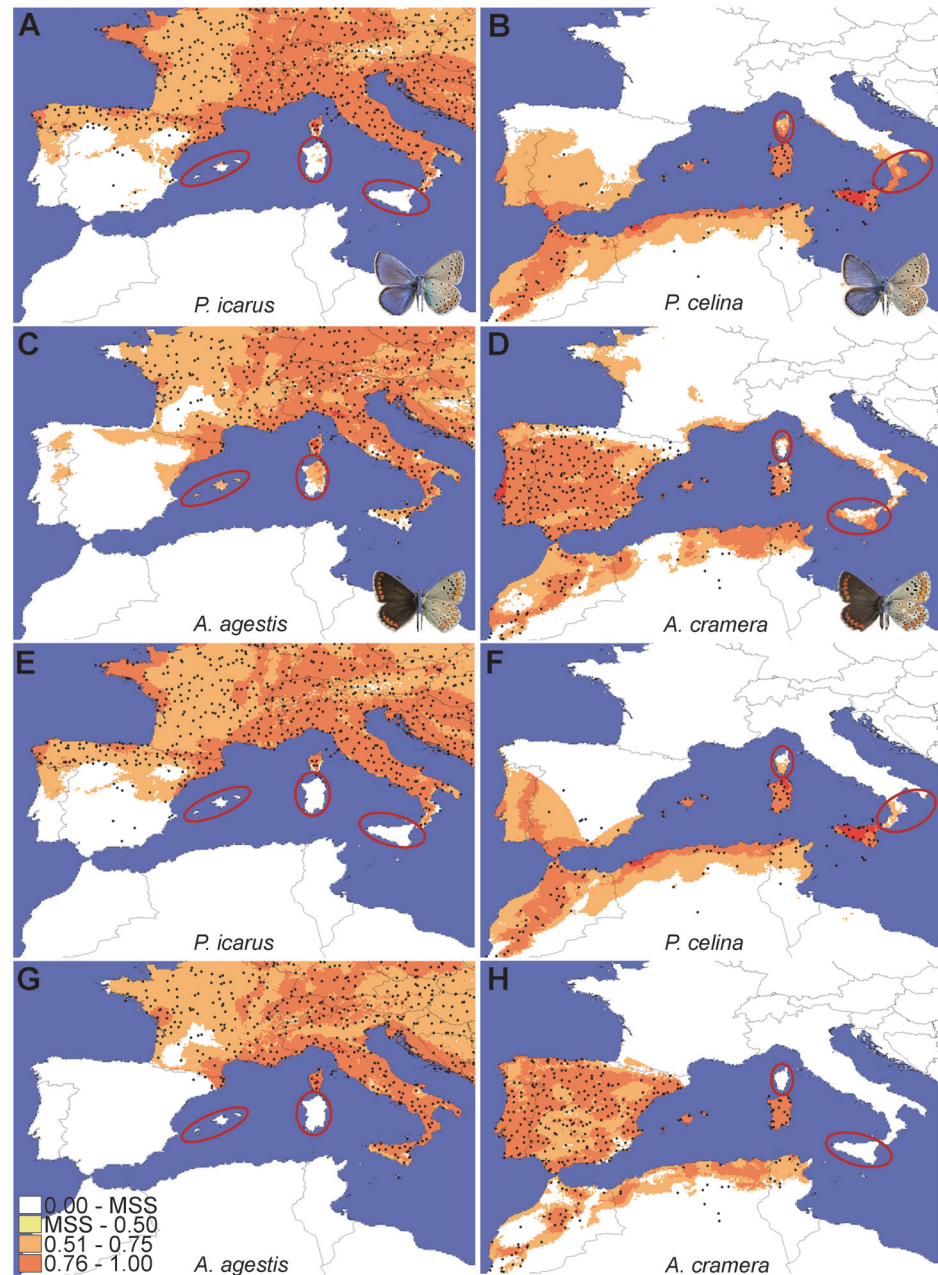 A
B
P. icarus
P. celina
C
D
A. agestis
A. cramera
E
F
P. icarus
P. celina
G
H
0.00 - MSS
MSS - 0.50
0.51 - 0.75
0.76 - 1.00
A. agestis
A. cramera